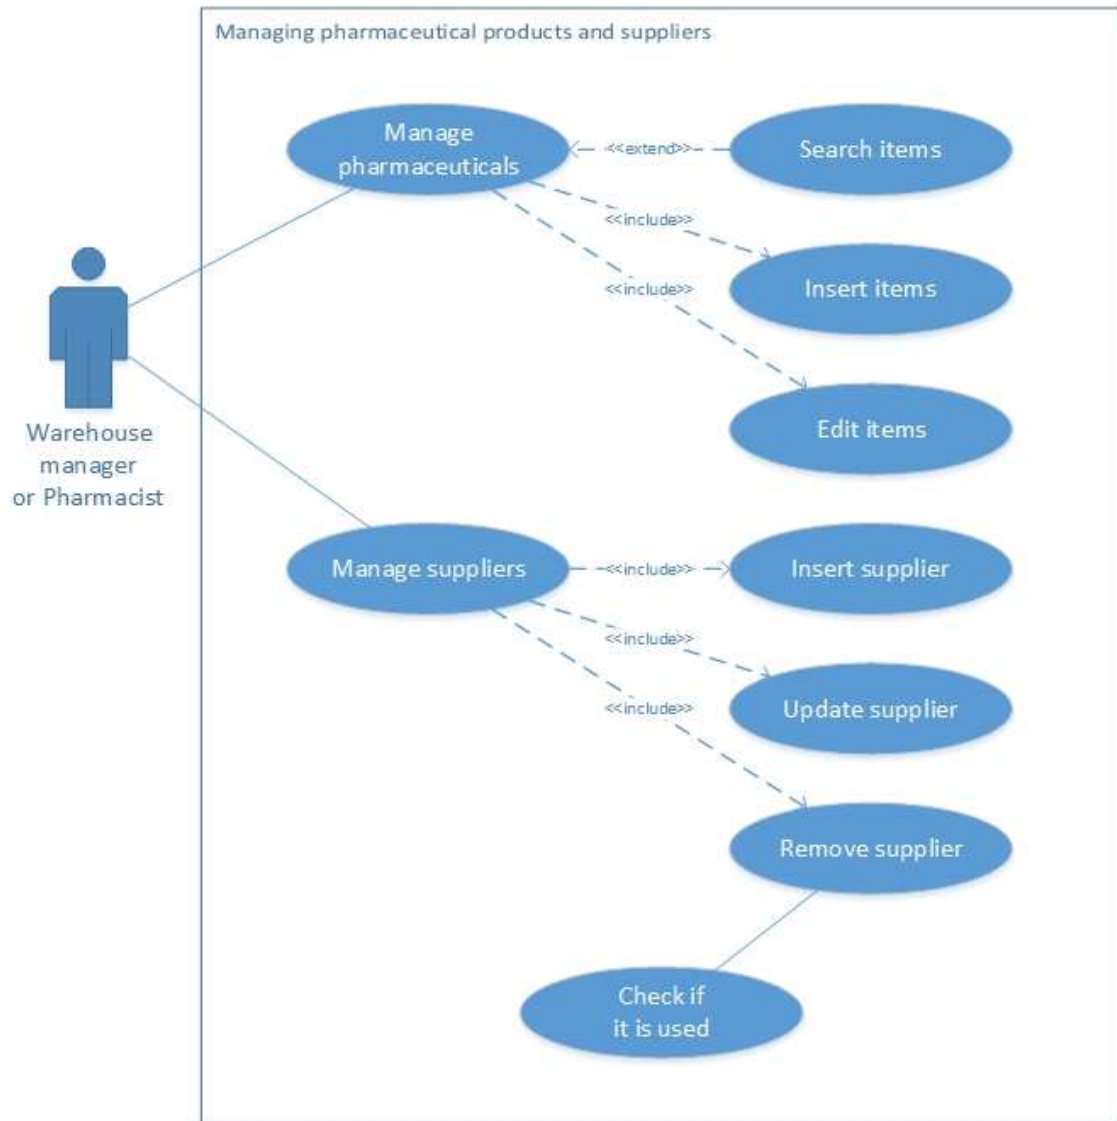 Managing pharmaceutical products and suppliers
Manage
pharmaceuticals
<<extend>>
Search items
<<include>>
Insert items
<<include>>
Edit items
Warehouse
manager
or Pharmacist
Manage suppliers
<<include>>
Insert supplier
<<include>>
Update supplier
<<include>>
Remove supplier
Check if
it is used